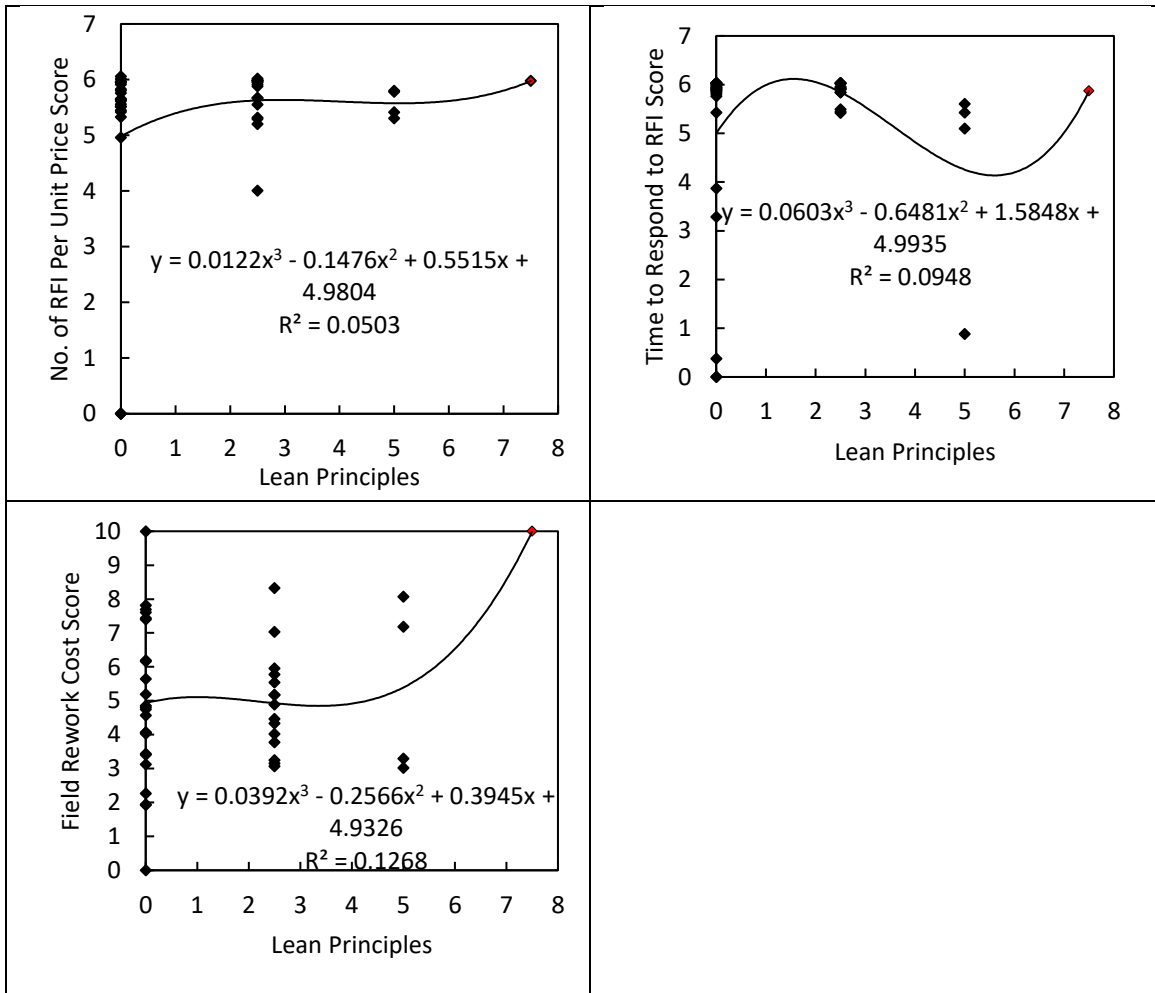 No. of RFI Per Unit Price Score
7
6
5
4
3
2
1
0
y = 0.0122x³ - 0.1476x² + 0.5515x +
4.9804
R² = 0.0503
0 1 2 3 4 5 6 7 8
Lean Principles
Time to Respond to RFI Score
7
6
5
4
3
2
1
0
y = 0.0603x³ - 0.6481x² + 1.5848x +
4.9935
R² = 0.0948
0 1 2 3 4 5 6 7 8
Lean Principles
Field Rework Cost Score
10
9
8
7
6
5
4
3
2
1
0
y = 0.0392x³ - 0.2566x² + 0.3945x +
4.9326
R² = 0.1268
0 1 2 3 4 5 6 7 8
Lean Principles